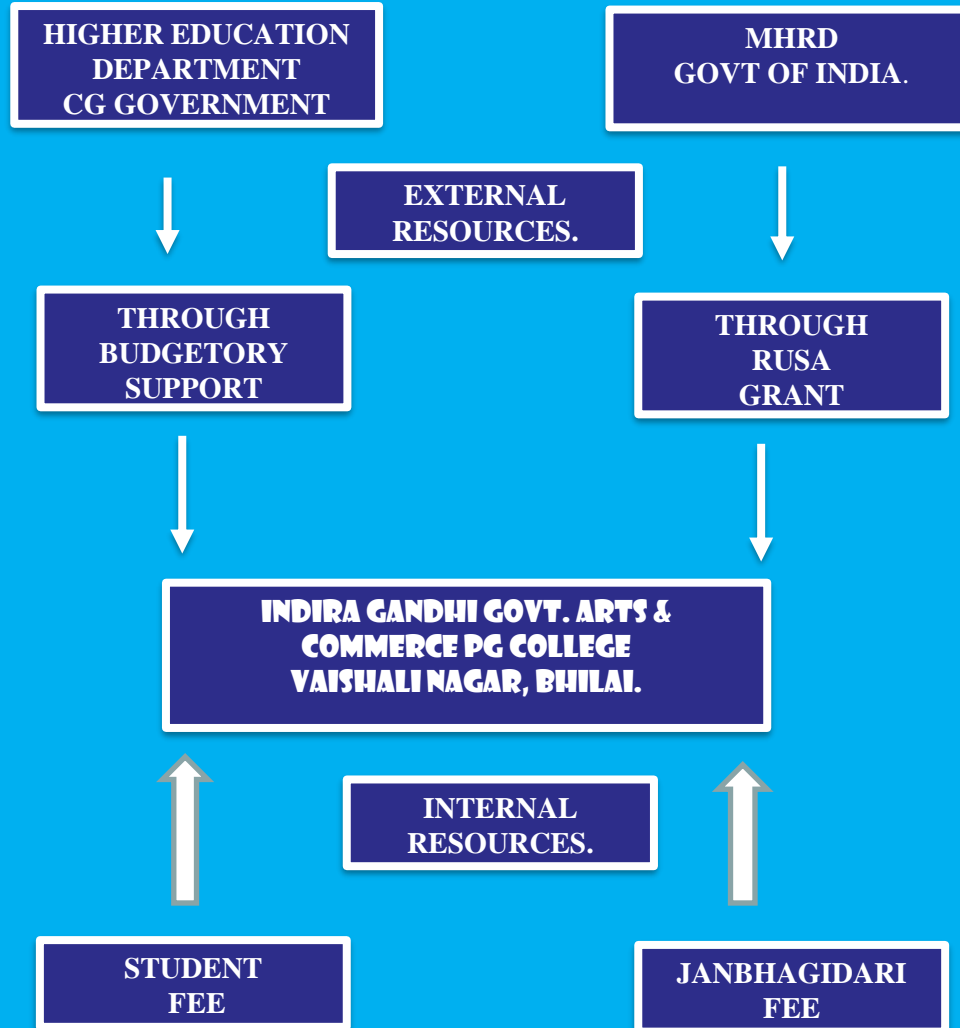 HIGHER EDUCATION
DEPARTMENT
CG GOVERNMENT
MHRD
GOVT OF INDIA.
EXTERNAL
RESOURCES.
THROUGH
BUDGETORY
SUPPORT
THROUGH
RUSA
GRANT
INDIRA GANDHI GOVT. ARTS &
COMMERCE PG COLLEGE
VAISHALI NAGAR, BHILAI.
INTERNAL
RESOURCES.
STUDENT
FEE
JANBHAGIDARI
FEE